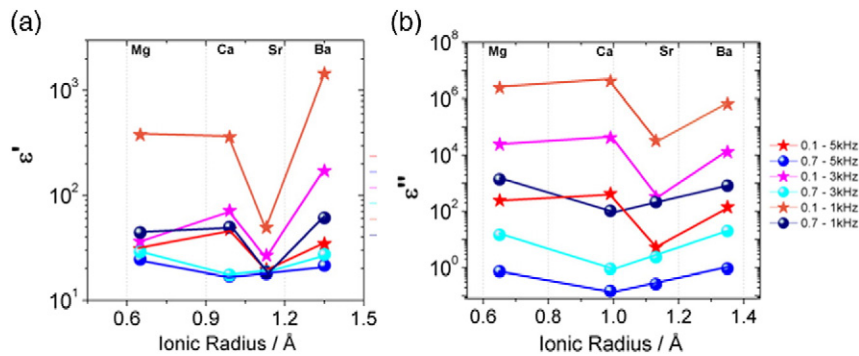 (a)
(b)
Mg Ca Sr Ba
10³
10²
10¹
ε'
0.6 0.9 1.2 1.5
Ionic Radius / Å
Mg Ca Sr Ba
10⁸
10⁶
10⁴
10²
10⁰
ε''
0.6 0.8 1.0 1.2 1.4
Ionic Radius / Å
0.1 - 5kHz
0.7 - 5kHz
0.1 - 3kHz
0.7 - 3kHz
0.1 - 1kHz
0.7 - 1kHz